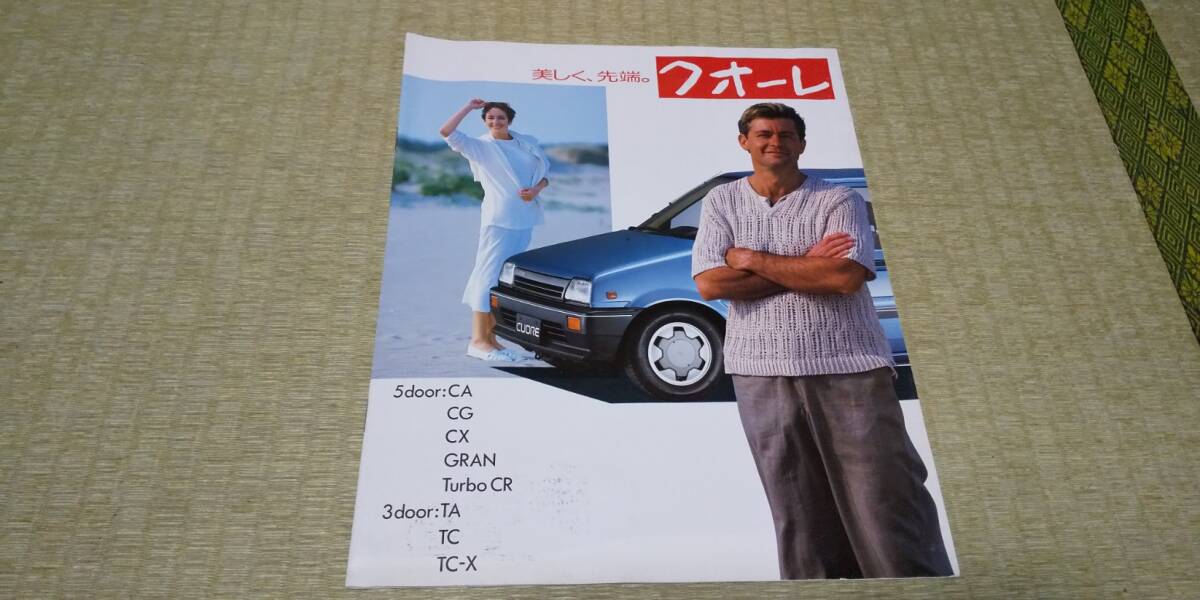 美しく、先端。
クオーレ
CUORE
5door:CA
CG
CX
GRAN
Turbo CR
3door:TA
TC
TC-X